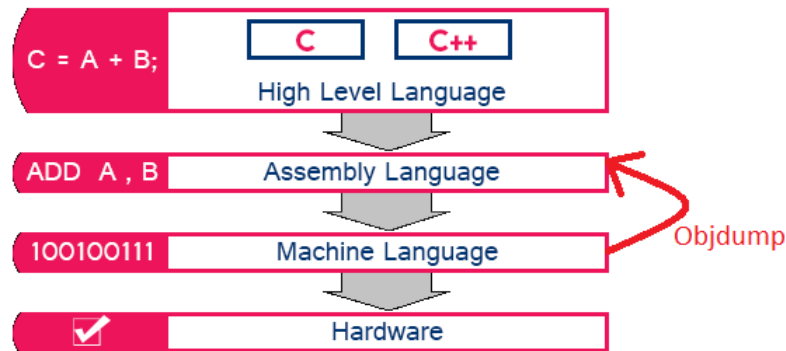 C = A + B;
C
C++
High Level Language
ADD A , B
Assembly Language
100100111
Machine Language
Objdump
Hardware